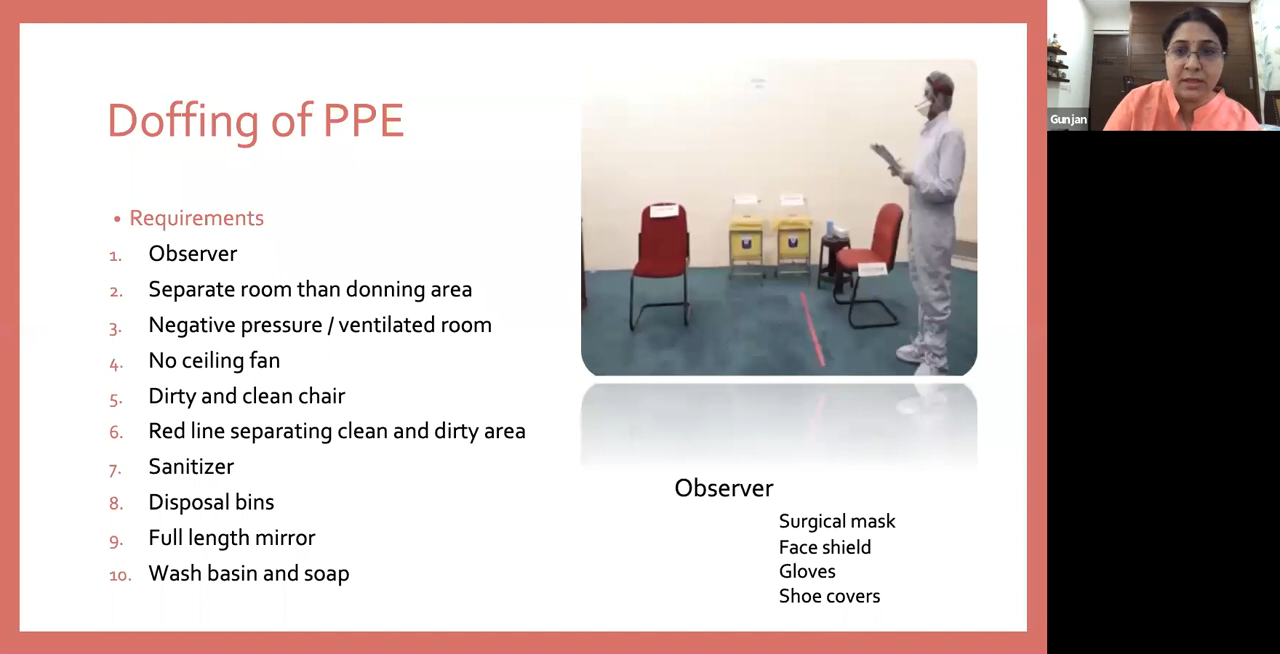 Doffing of PPE
• Requirements
1. Observer
2. Separate room than donning area
3. Negative pressure / ventilated room
4. No ceiling fan
5. Dirty and clean chair
6. Red line separating clean and dirty area
7. Sanitizer
8. Disposal bins
9. Full length mirror
10. Wash basin and soap
Observer
Surgical mask
Face shield
Gloves
Shoe covers
Gunjan